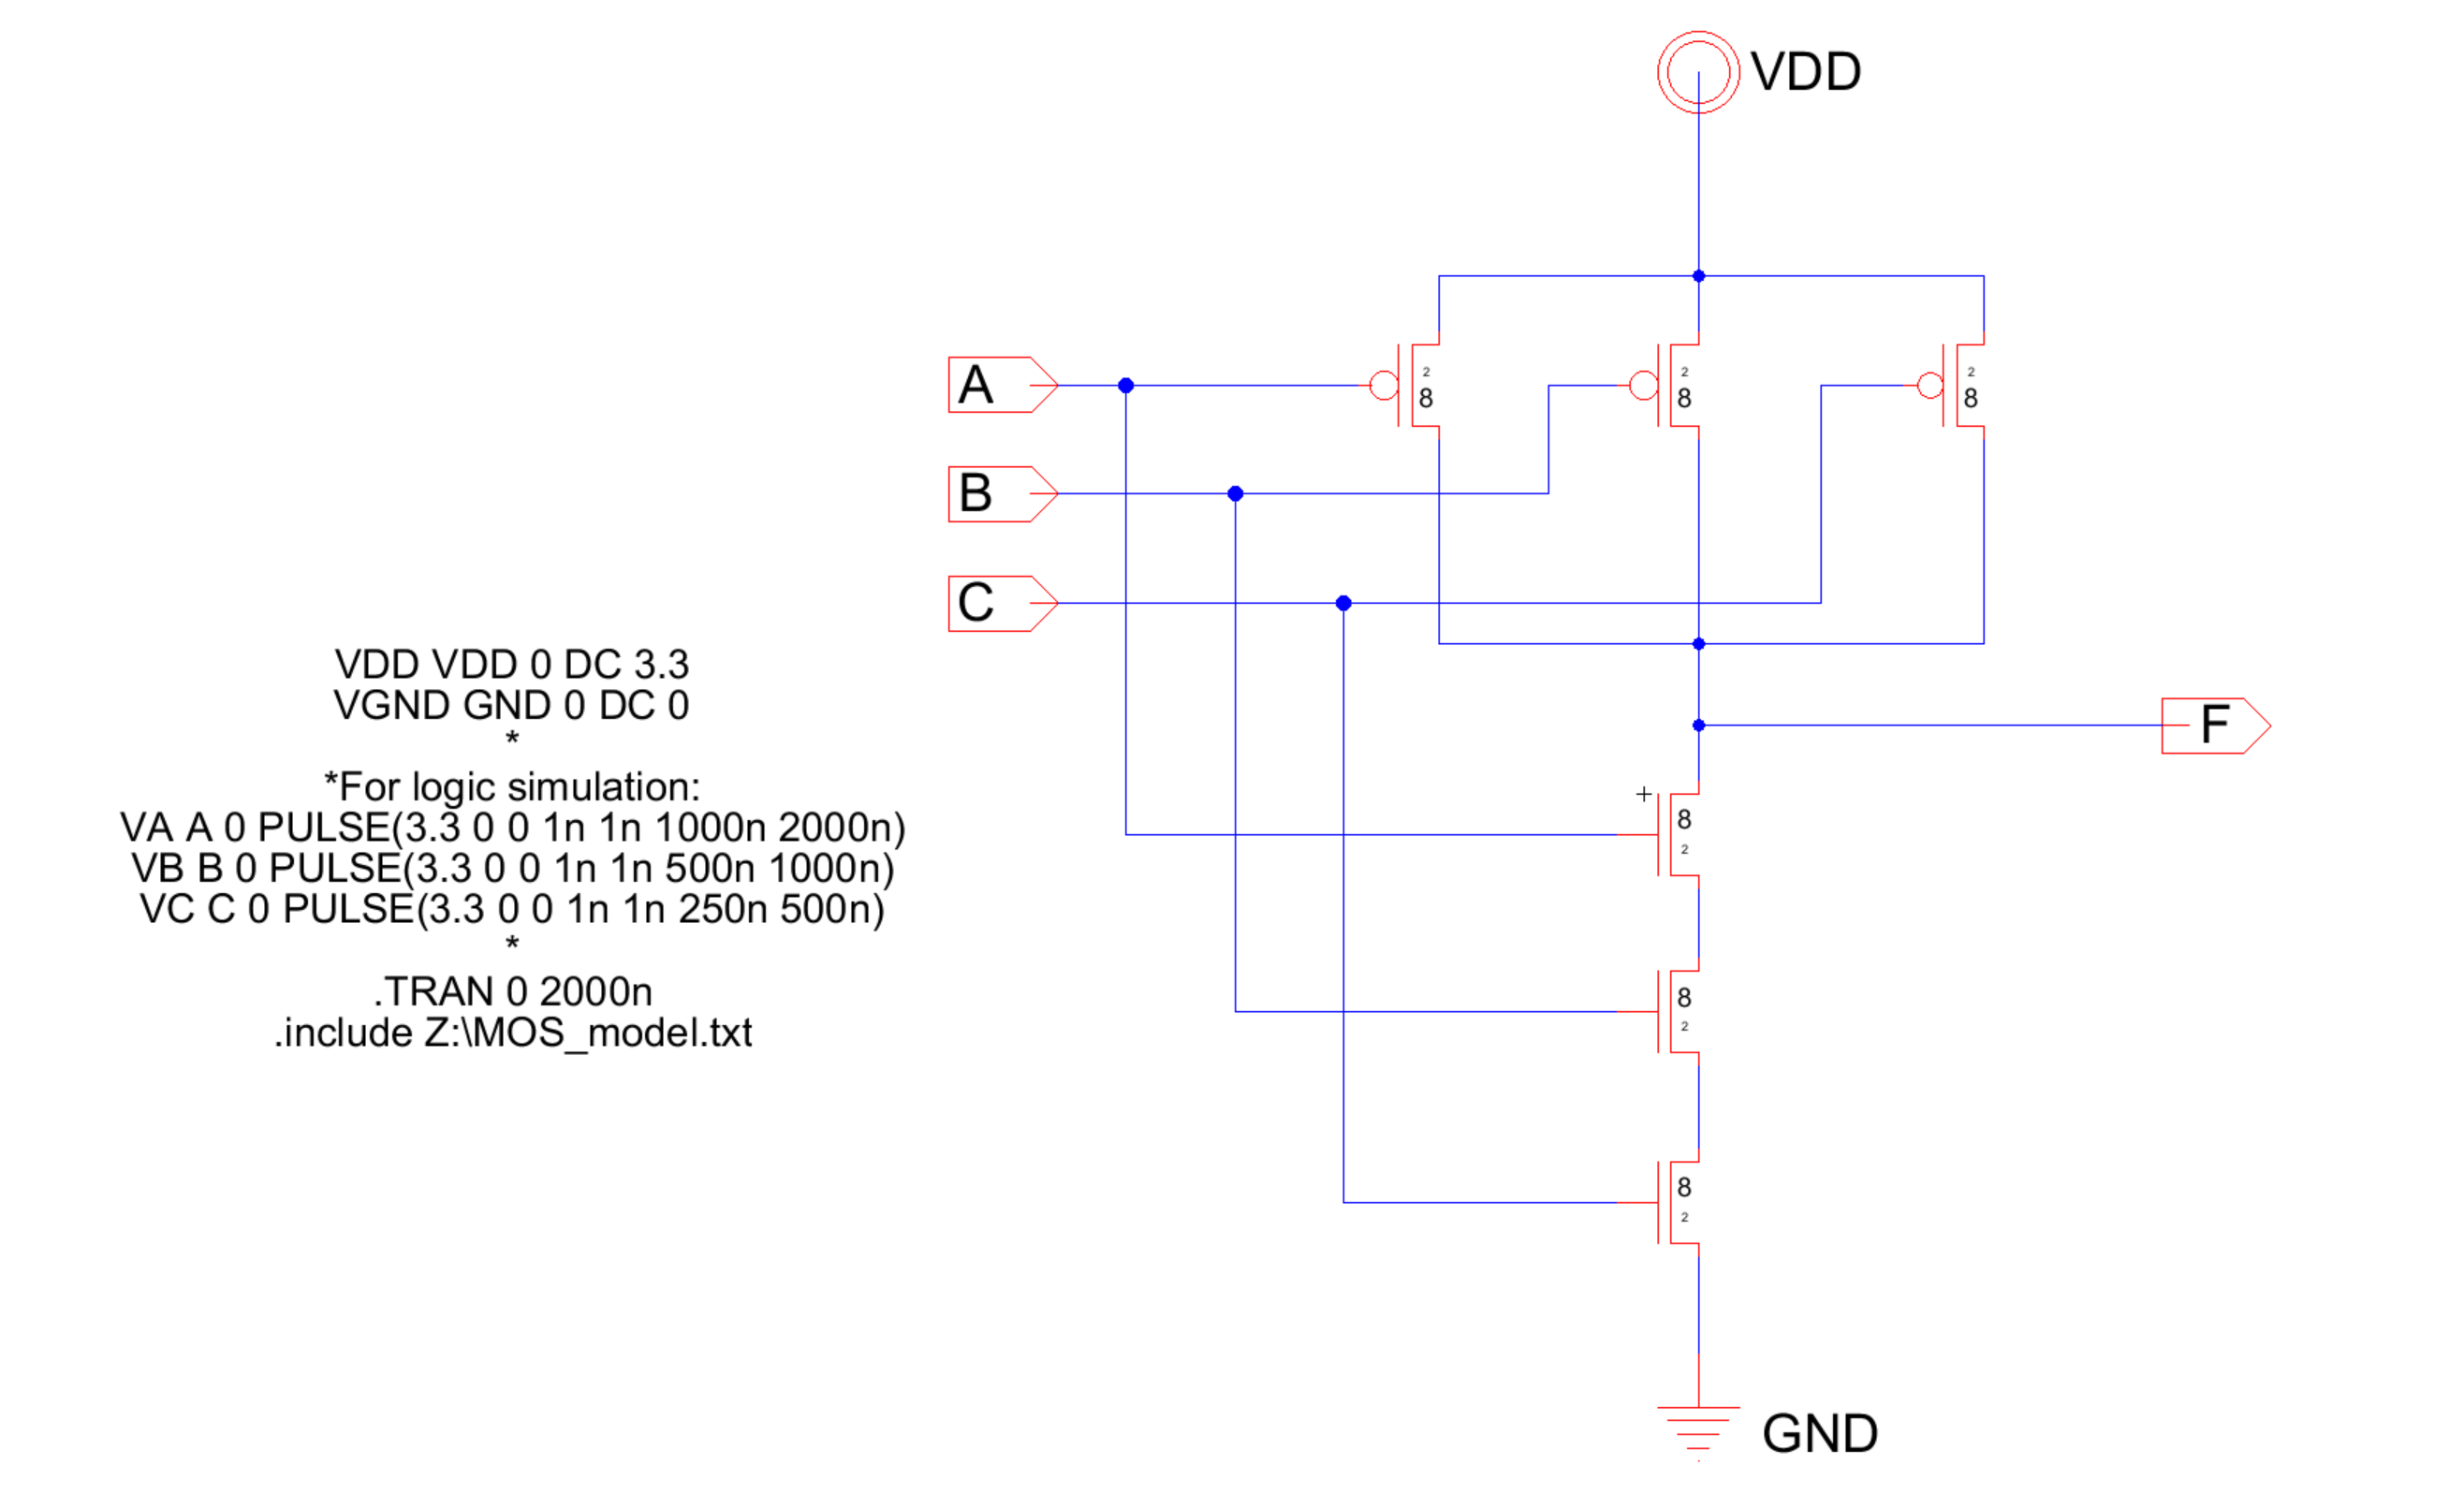 VDD
2
8
2
8
2
8
A
B
C
VDD VDD 0 DC 3.3
VGND GND 0 DC 0
*
*For logic simulation:
VA A 0 PULSE(3.3 0 0 1n 1n 1000n 2000n)
VB B 0 PULSE(3.3 0 0 1n 1n 500n 1000n)
VC C 0 PULSE(3.3 0 0 1n 1n 250n 500n)
*
.TRAN 0 2000n
.include Z:\MOS_model.txt
F
8
2
8
2
8
2
GND